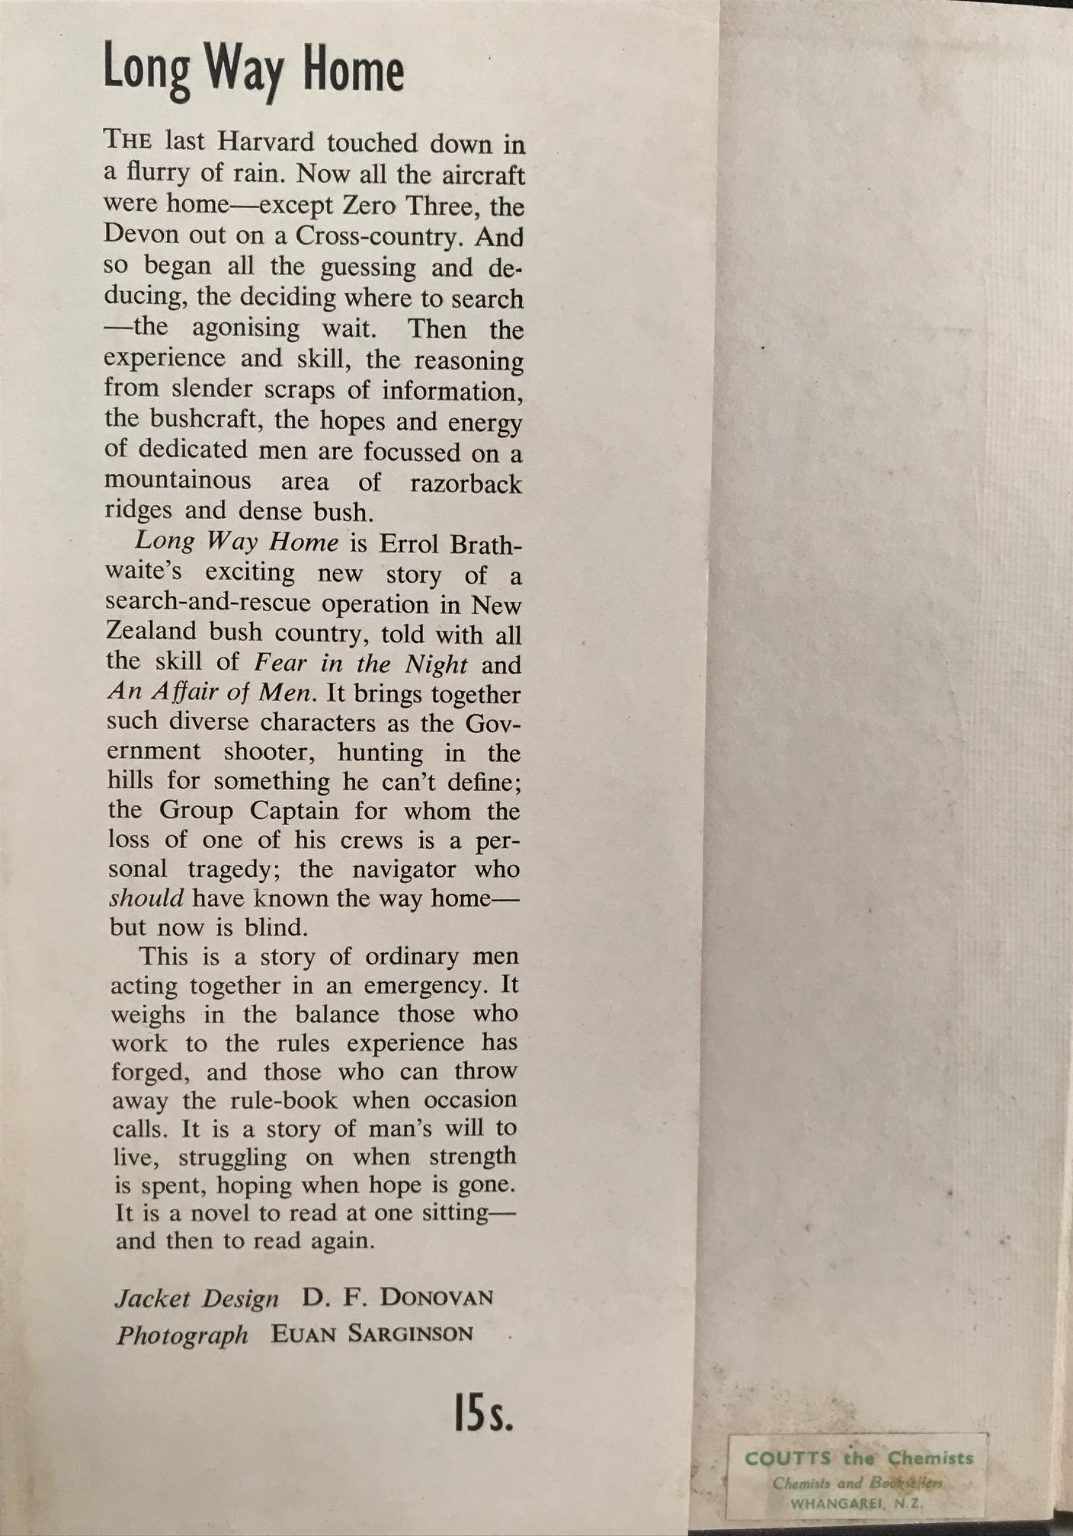 Long Way Home
THE last Harvard touched down in
a flurry of rain. Now all the aircraft
were home—except Zero Three, the
Devon out on a Cross-country. And
so began all the guessing and de-
ducing, the deciding where to search
—the agonising wait. Then the
experience and skill, the reasoning
from slender scraps of information,
the bushcraft, the hopes and energy
of dedicated men are focussed on a
mountainous area of razorback
ridges and dense bush.
Long Way Home is Errol Brath-
waite's exciting new story of a
search-and-rescue operation in New
Zealand bush country, told with all
the skill of Fear in the Night and
An Affair of Men. It brings together
such diverse characters as the Gov-
ernment shooter, hunting in the
hills for something he can't define;
the Group Captain for whom the
loss of one of his crews is a per-
sonal tragedy; the navigator who
should have known the way home—
but now is blind.
This is a story of ordinary men
acting together in an emergency. It
weighs in the balance those who
work to the rules experience has
forged, and those who can throw
away the rule-book when occasion
calls. It is a story of man's will to
live, struggling on when strength
is spent, hoping when hope is gone.
It is a novel to read at one sitting—
and then to read again.
Jacket Design D. F. DONOVAN
Photograph EUAN SARGINSON
15s.
COUTTS the Chemists
Chemists and Booksellers
WHANGAREI, N.Z.